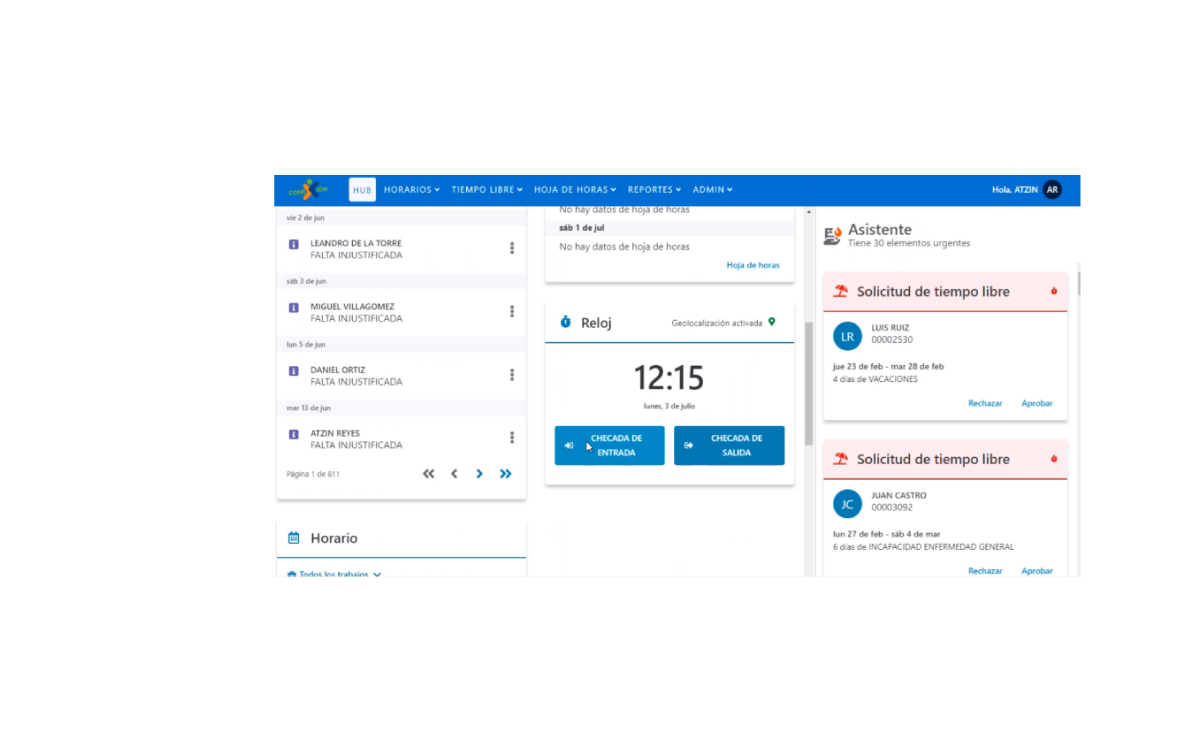 HUB HORARIOS TIEMPO LIBRE HOJA DE HORAS REPORTES ADMIN Hola, ATZIN AR
vie 2 de jun
LEANDRO DE LA TORRE
FALTA INJUSTIFICADA
sáb 3 de jun
MIGUEL VILLAGOMEZ
FALTA INJUSTIFICADA
lun 5 de jun
DANIEL ORTIZ
FALTA INJUSTIFICADA
mar 13 de jun
ATZIN REYES
FALTA INJUSTIFICADA
Página 1 de 811
Horario
Todos los trabajos
No hay datos de hoja de horas
sáb 1 de jul
No hay datos de hoja de horas
Hoja de horas
Reloj
Geolocalización activada
12:15
lunes, 3 de julio
CHECADA DE
ENTRADA
CHECADA DE
SALIDA
Asistente
Tiene 30 elementos urgentes
Solicitud de tiempo libre
LR
LUIS RUIZ
00002530
jue 23 de feb - mar 28 de feb
4 días de VACACIONES
Rechazar Aprobar
Solicitud de tiempo libre
JC
JUAN CASTRO
00003092
lun 27 de feb - sáb 4 de mar
6 días de INCAPACIDAD ENFERMEDAD GENERAL
Rechazar Aprobar